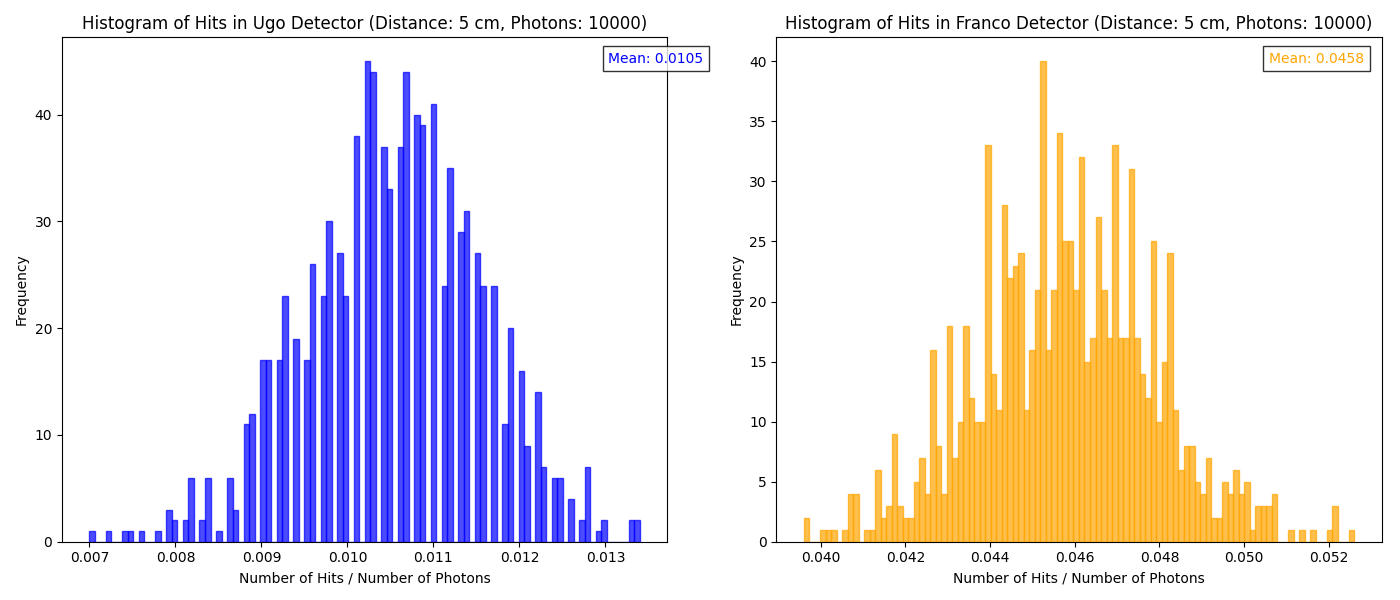 Histogram of Hits in Ugo Detector (Distance: 5 cm, Photons: 10000)
Mean: 0.0105
Frequency
40
30
20
10
0
0.007 0.008 0.009 0.010 0.011 0.012 0.013
Number of Hits / Number of Photons
Histogram of Hits in Franco Detector (Distance: 5 cm, Photons: 10000)
Mean: 0.0458
Frequency
40
35
30
25
20
15
10
5
0
0.040 0.042 0.044 0.046 0.048 0.050 0.052
Number of Hits / Number of Photons